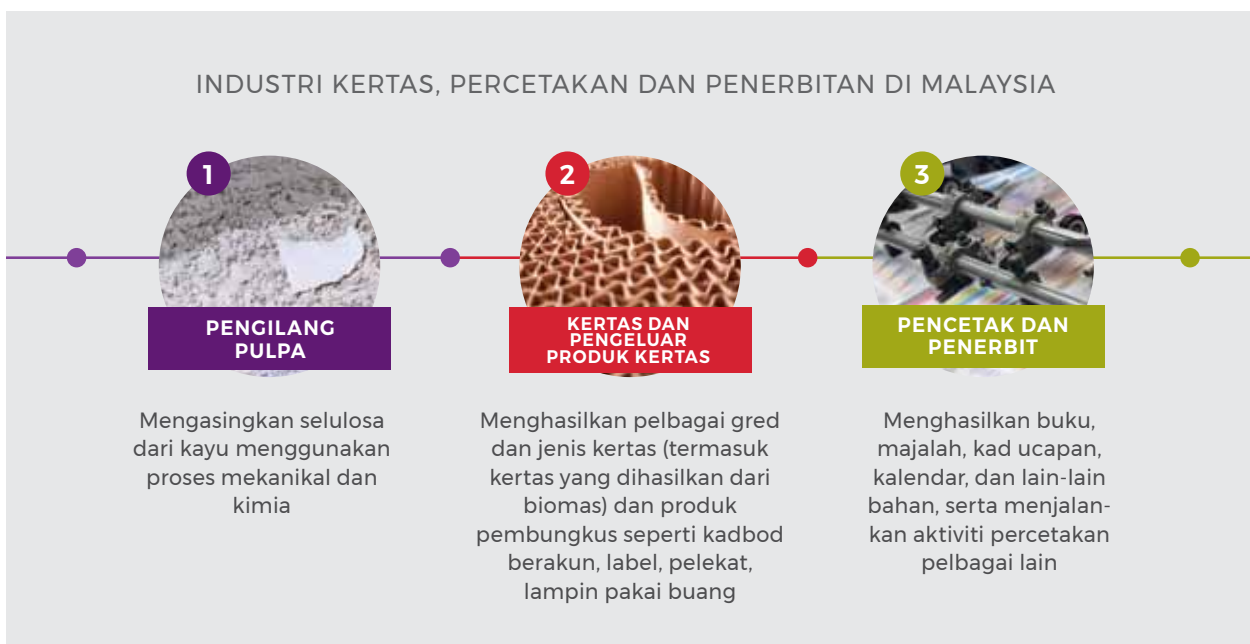 INDUSTRI KERTAS, PERCETAKAN DAN PENERBITAN DI MALAYSIA
1
PENGILANG
PULPA
Mengasingkan selulosa
dari kayu menggunakan
proses mekanikal dan
kimia
2
KERTAS DAN
PENGELUAR
PRODUK KERTAS
Menghasilkan pelbagai gred
dan jenis kertas (termasuk
kertas yang dihasilkan dari
biomas) dan produk
pembungkus seperti kadbod
berakun, label, pelekat,
lampin pakai buang
3
PENCETAK DAN
PENERBIT
Menghasilkan buku,
majalah, kad ucapan,
kalendar, dan lain-lain
bahan, serta menjalan-
kan aktiviti percetakan
pelbagai lain